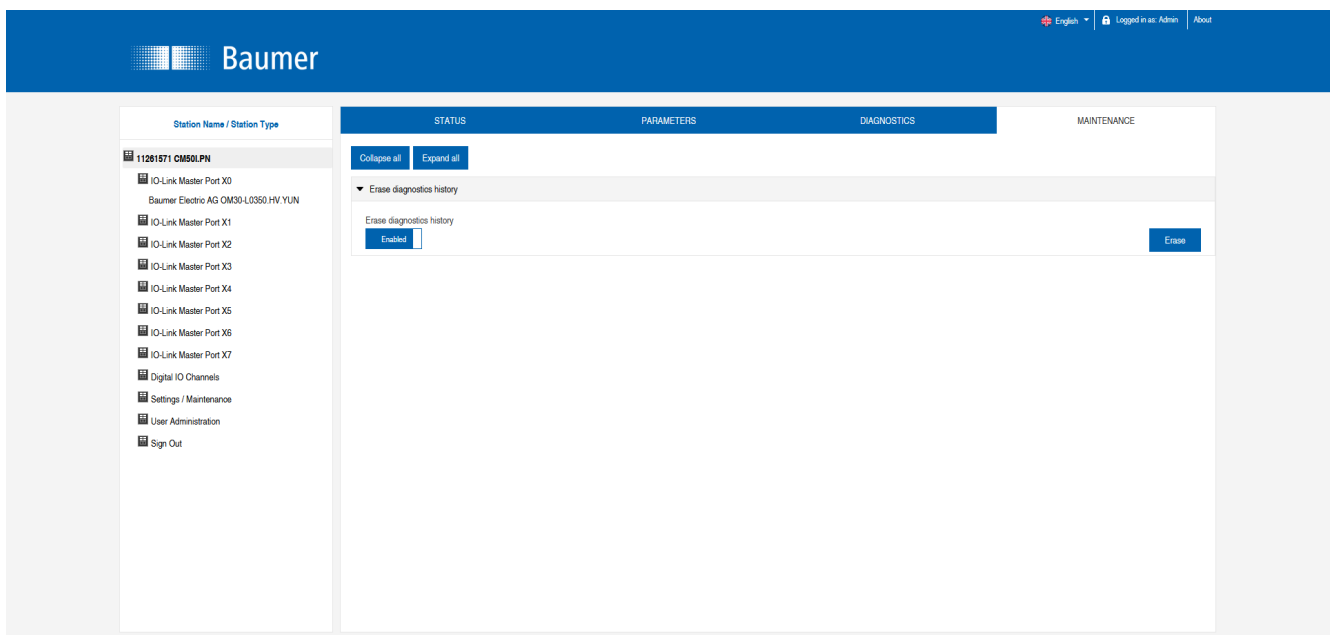 English
Logged in as: Admin
About
Baumer
Station Name / Station Type
STATUS
PARAMETERS
DIAGNOSTICS
MAINTENANCE
11261571 CM50I.PN
IO-Link Master Port X0
Baumer Electric AG OM30-L0350.HV.YUN
IO-Link Master Port X1
IO-Link Master Port X2
IO-Link Master Port X3
IO-Link Master Port X4
IO-Link Master Port X5
IO-Link Master Port X6
IO-Link Master Port X7
Digital IO Channels
Settings / Maintenance
User Administration
Sign Out
Collapse all
Expand all
Erase diagnostics history
Erase diagnostics history
Enabled
Erase